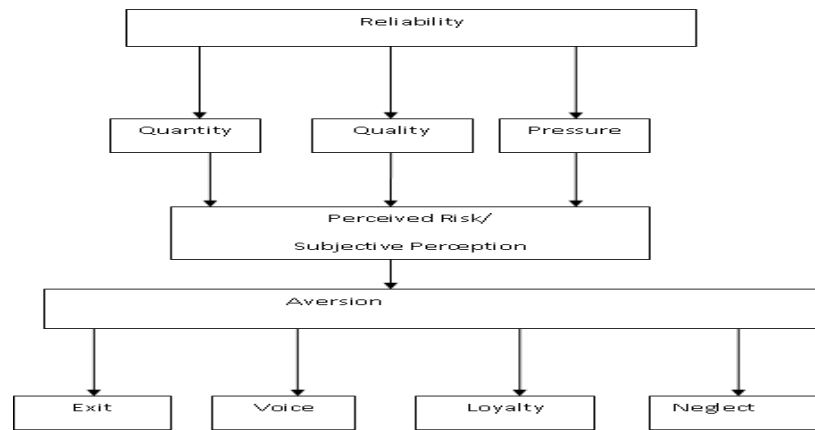 Reliability
Quantity
Quality
Pressure
Perceived Risk/
Subjective Perception
Aversion
Exit
Voice
Loyalty
Neglect